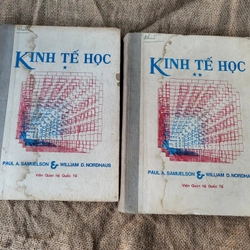 KINH TẾ HỌC
*
PAUL A. SAMUELSON & WILLIAM D. NORDHAUS
Viện Quan hệ Quốc tế
KINH TẾ HỌC
**
PAUL A. SAMUELSON & WILLIAM D. NORDHAUS
Viện Quan hệ Quốc tế